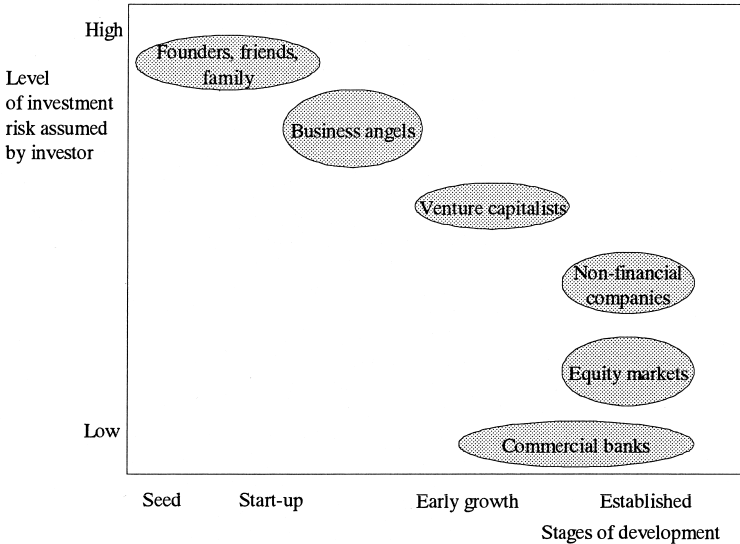 High
Level
of investment
risk assumed
by investor
Founders, friends,
family
Business angels
Venture capitalists
Non-financial
companies
Equity markets
Low
Commercial banks
Seed
Start-up
Early growth
Established
Stages of development